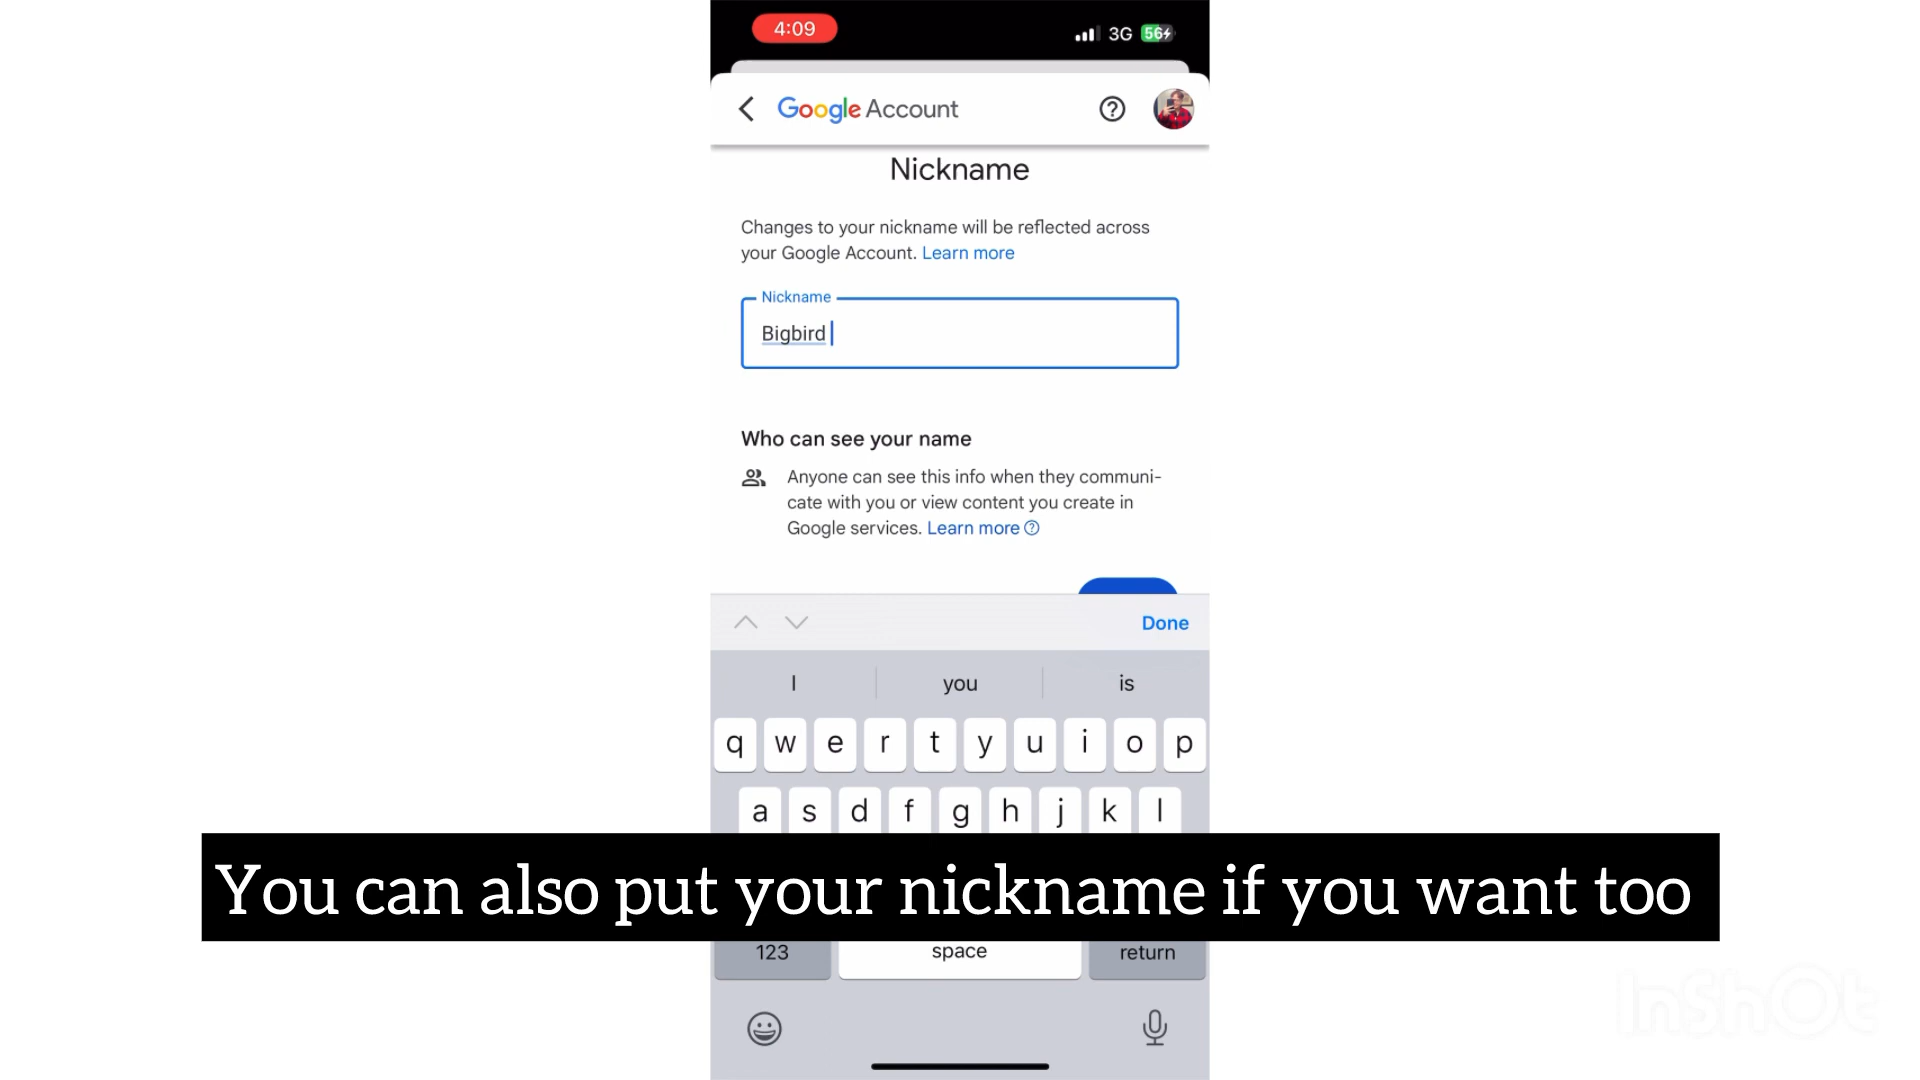 4:09
3G 56
Google Account
Nickname
Changes to your nickname will be reflected across
your Google Account. Learn more
Nickname
Bigbird
Who can see your name
Anyone can see this info when they communi-
cate with you or view content you create in
Google services. Learn more
Done
I you is
q w e r t y u i o p
a s d f g h j k l
You can also put your nickname if you want too
123 space return
InShOt